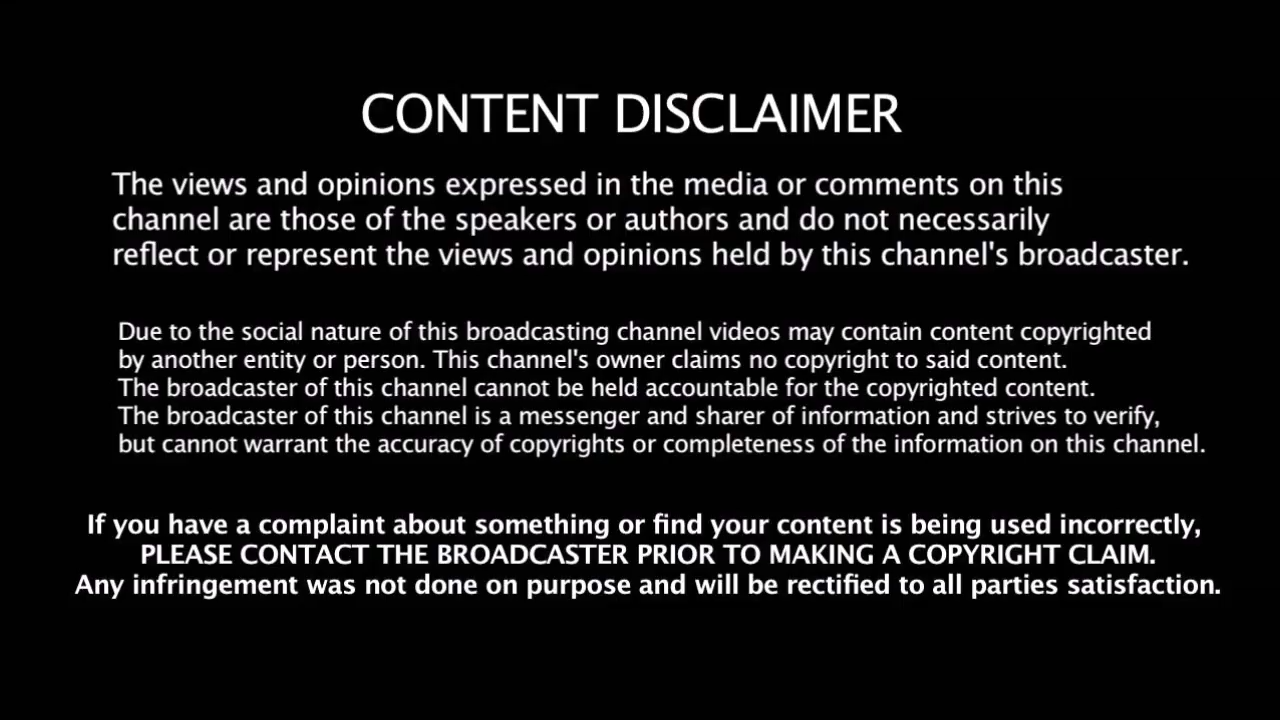 CONTENT DISCLAIMER
The views and opinions expressed in the media or comments on this
channel are those of the speakers or authors and do not necessarily
reflect or represent the views and opinions held by this channel's broadcaster.
Due to the social nature of this broadcasting channel videos may contain content copyrighted
by another entity or person. This channel's owner claims no copyright to said content.
The broadcaster of this channel cannot be held accountable for the copyrighted content.
The broadcaster of this channel is a messenger and sharer of information and strives to verify,
but cannot warrant the accuracy of copyrights or completeness of the information on this channel.
If you have a complaint about something or find your content is being used incorrectly,
PLEASE CONTACT THE BROADCASTER PRIOR TO MAKING A COPYRIGHT CLAIM.
Any infringement was not done on purpose and will be rectified to all parties satisfaction.